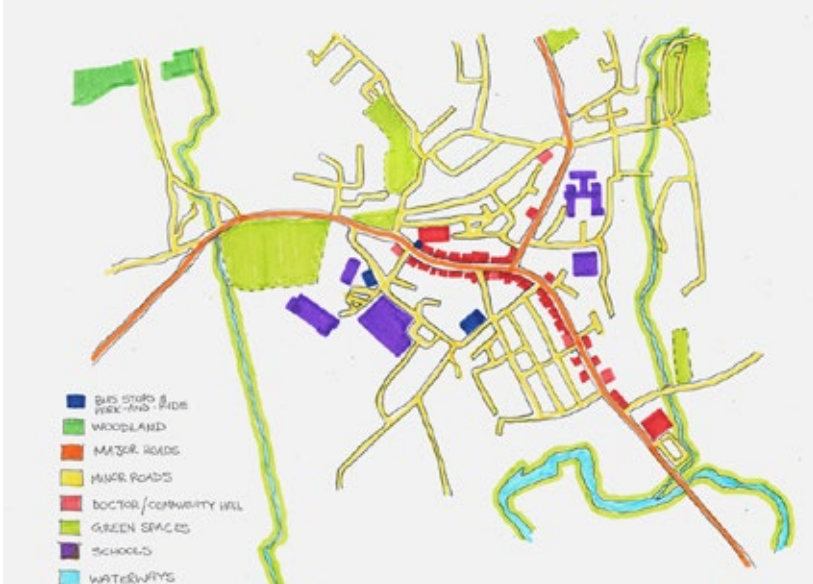 BUS STOPS &
PARK-AND-RIDE
WOODLAND
MAJOR ROADS
MINOR ROADS
DOCTOR/COMMUNITY HALL
GREEN SPACES
SCHOOLS
WATERWAYS